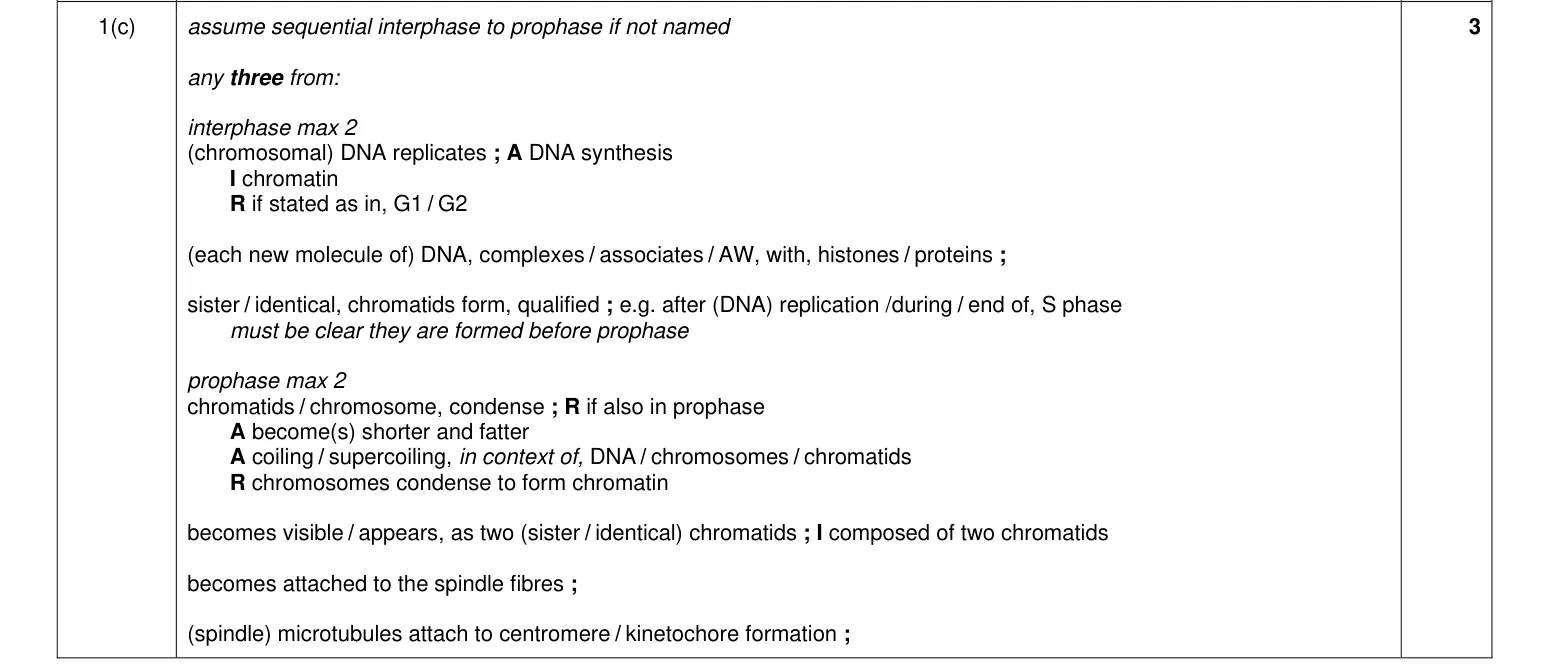 1(c) assume sequential interphase to prophase if not named 3
any three from:
interphase max 2
(chromosomal) DNA replicates ; A DNA synthesis
I chromatin
R if stated as in, G1 / G2
(each new molecule of) DNA, complexes / associates / AW, with, histones / proteins ;
sister / identical, chromatids form, qualified ; e.g. after (DNA) replication /during / end of, S phase
must be clear they are formed before prophase
prophase max 2
chromatids / chromosome, condense ; R if also in prophase
A become(s) shorter and fatter
A coiling / supercoiling, in context of, DNA / chromosomes / chromatids
R chromosomes condense to form chromatin
becomes visible / appears, as two (sister / identical) chromatids ; I composed of two chromatids
becomes attached to the spindle fibres ;
(spindle) microtubules attach to centromere / kinetochore formation ;